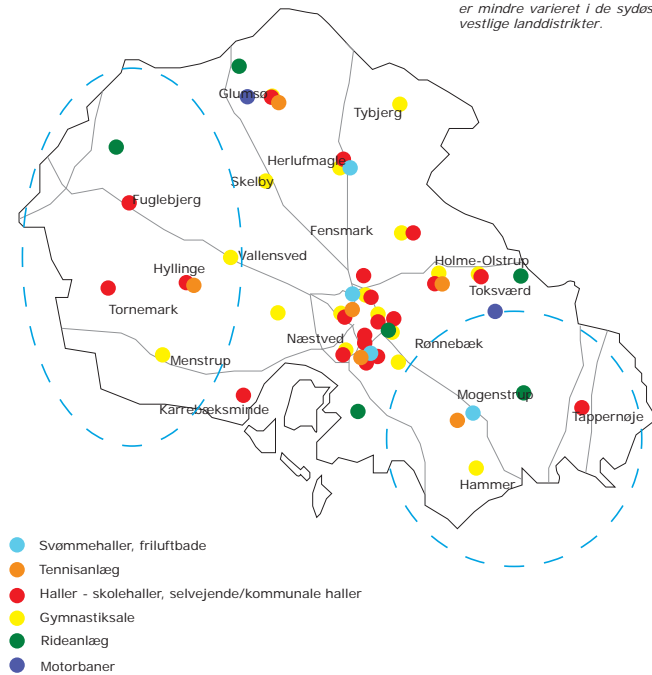 er mindre varieret i de sydøs
vestlige landdistrikter.
Glumsø
Tybjerg
Herlufmagle
Skelby
Fuglebjerg
Fensmark
Vallensved
Holme-Olstrup
Hyllinge
Toksværd
Tornemark
Næstved
Rønnebæk
Menstrup
Mogenstrup
Karrebæksminde
Tappernøje
Hammer
Svømmehaller, friluftbade
Tennisanlæg
Haller - skolehaller, selvejende/kommunale haller
Gymnastiksale
Rideanlæg
Motorbaner